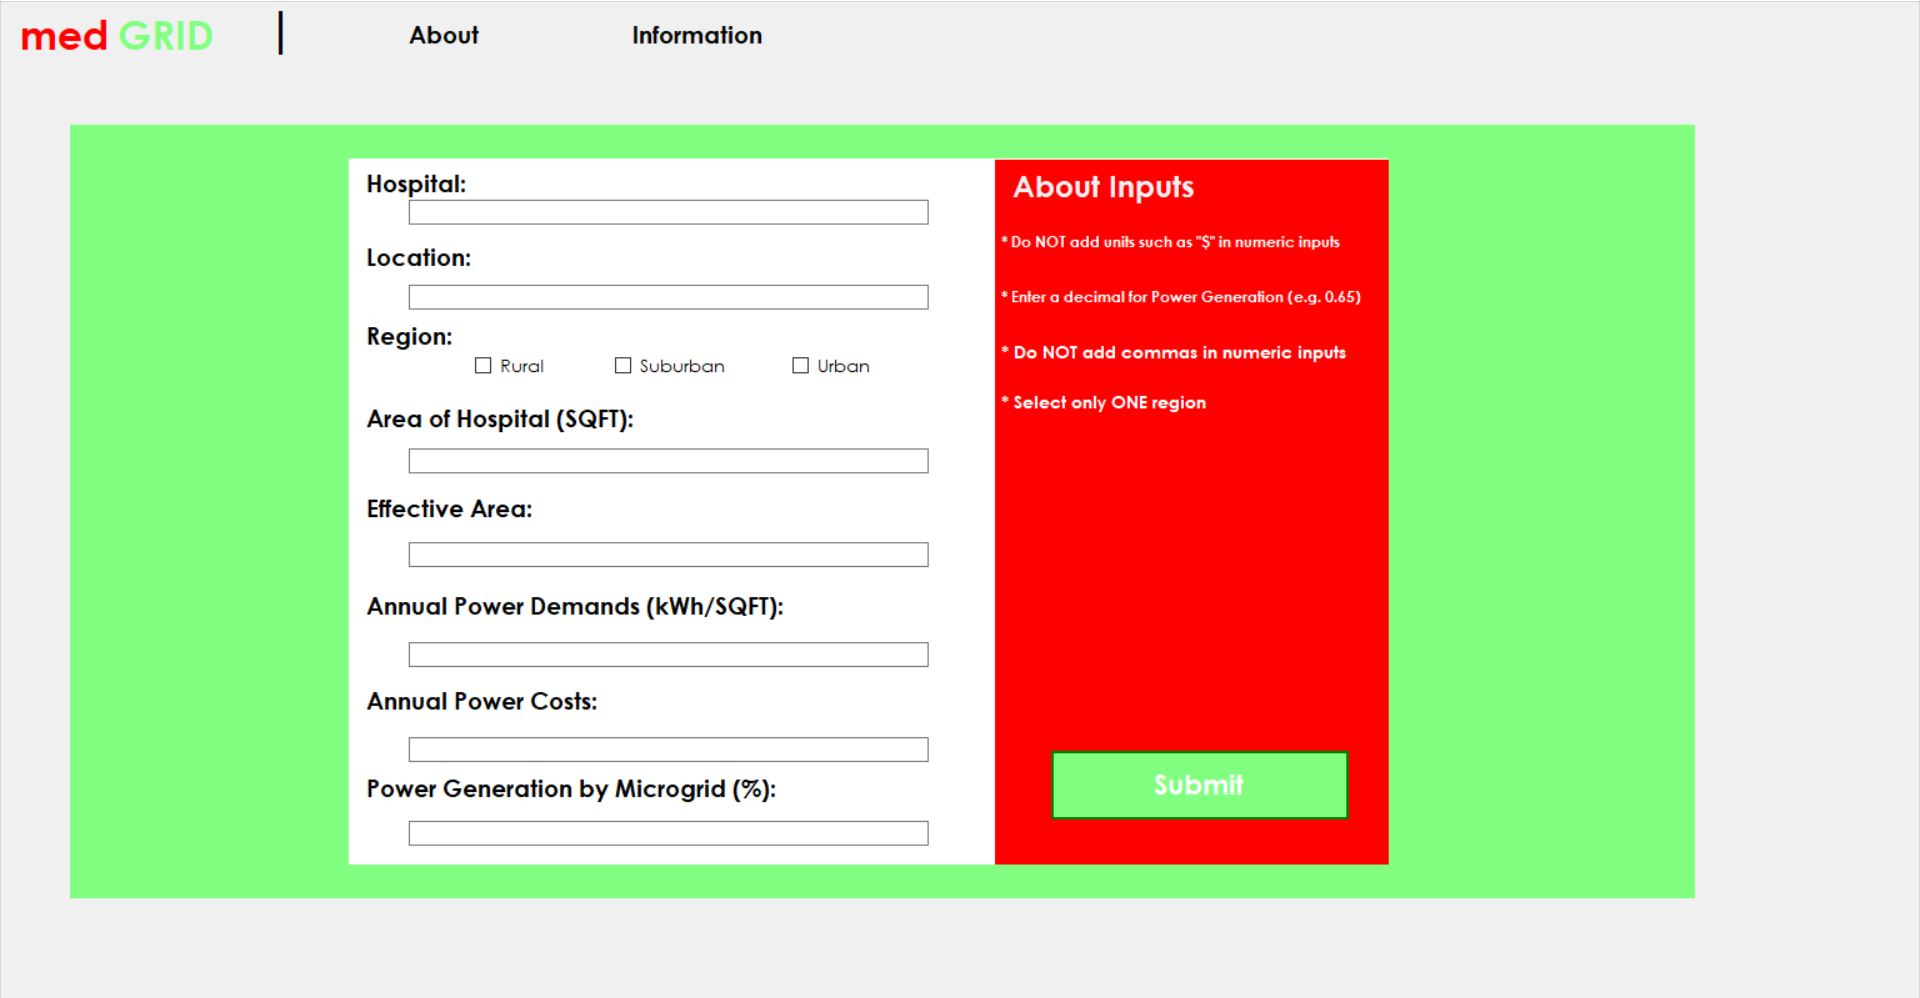 med GRID | About Information
Hospital:
Location:
Region:
Rural Suburban Urban
Area of Hospital (SQFT):
Effective Area:
Annual Power Demands (kWh/SQFT):
Annual Power Costs:
Power Generation by Microgrid (%):
About Inputs
* Do NOT add units such as "$" in numeric inputs
* Enter a decimal for Power Generation (e.g. 0.65)
* Do NOT add commas in numeric inputs
* Select only ONE region
Submit